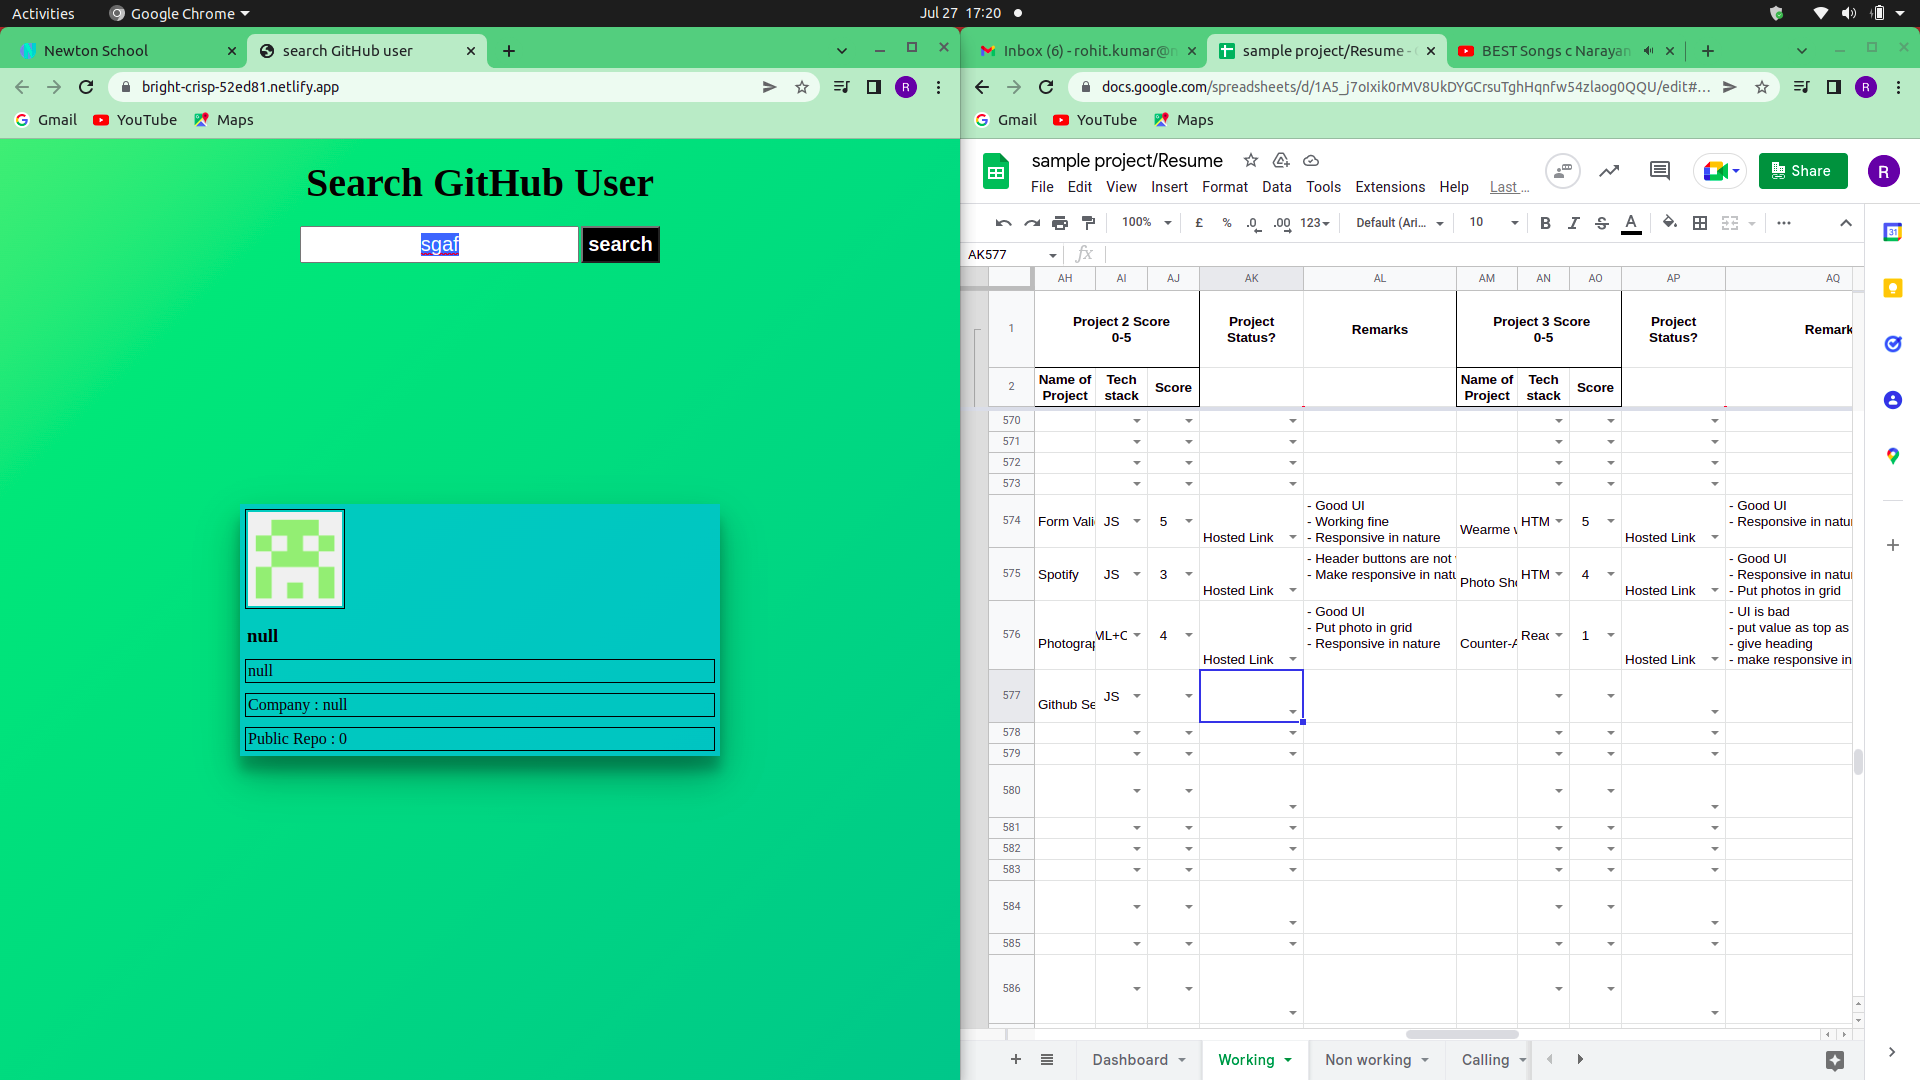 Activities
Google Chrome
Jul 27 17:20
Newton School
search GitHub user
bright-crisp-52ed81.netlify.app
R
Gmail
YouTube
Maps
Search GitHub User
sgaf
search
null
null
Company : null
Public Repo : 0
Inbox (6) - rohit.kumar@n
sample project/Resume -
BEST Songs c Narayan
docs.google.com/spreadsheets/d/1A5_j7oIxik0rMV8UkDYGCrsuTghHqnfw54zlaog0QQU/edit#...
R
Gmail
YouTube
Maps
sample project/Resume
File Edit View Insert Format Data Tools Extensions Help Last ...
Share
R
100% £ % .0 .00 123 Default (Ari... 10 B I S A
AK577
fx
31
AH AI AJ AK AL AM AN AO AP AQ
1
Project 2 Score
0-5
Project
Status?
Remarks
Project 3 Score
0-5
Project
Status?
Remark
2
Name of
Project
Tech
stack
Score
Name of
Project
Tech
stack
Score
570
571
572
573
574
Form Vali
JS
5
Hosted Link
- Good UI
- Working fine
- Responsive in nature
Wearme w
HTM
5
Hosted Link
- Good UI
- Responsive in natur
575
Spotify
JS
3
Hosted Link
- Header buttons are not
- Make responsive in natu
Photo Sho
HTM
4
Hosted Link
- Good UI
- Responsive in natur
- Put photos in grid
576
Photograp
ML+C
4
Hosted Link
- Good UI
- Put photo in grid
- Responsive in nature
Counter-A
Reac
1
Hosted Link
- UI is bad
- put value as top as
- give heading
- make responsive in
577
Github Se
JS
578
579
580
581
582
583
584
585
586
Dashboard
Working
Non working
Calling